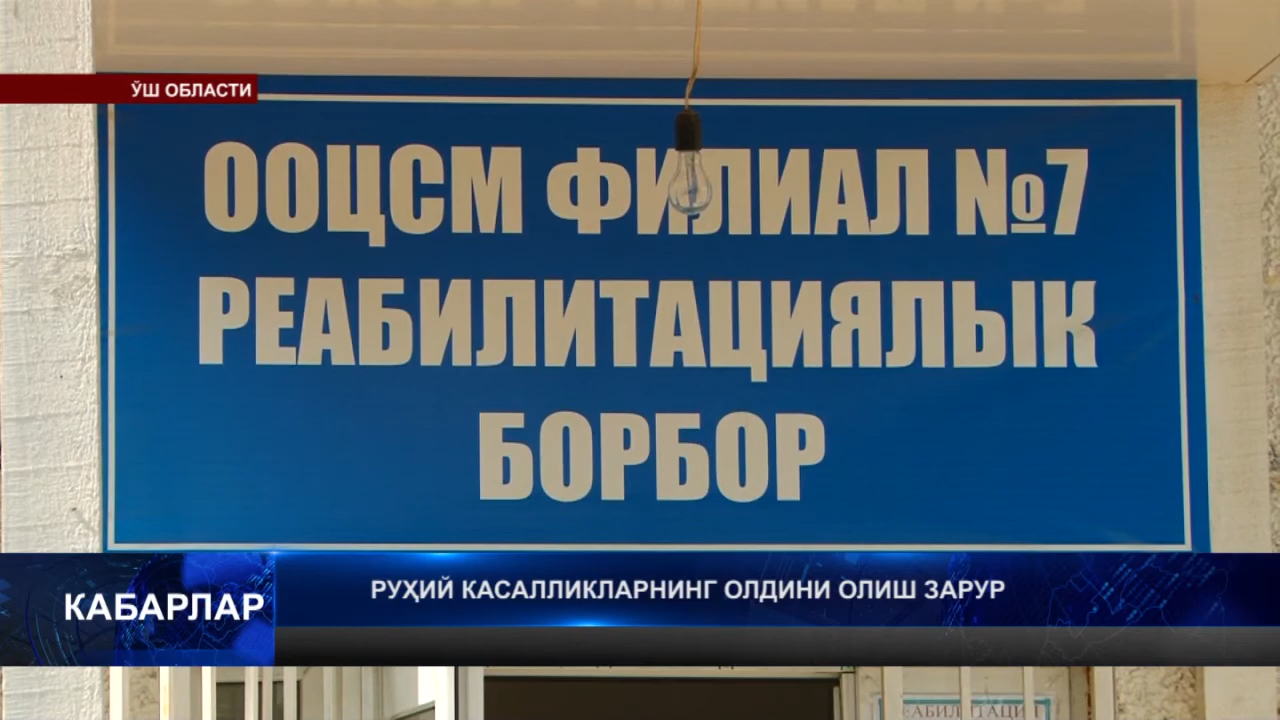 ЎШ ОБЛАСТИ
ООЦСМ ФИЛИАЛ №7
РЕАБИЛИТАЦИЯЛЫК
БОРБОР
РУҲИЙ КАСАЛЛИКЛАРНИНГ ОЛДИНИ ОЛИШ ЗАРУР
КАБАРЛАР